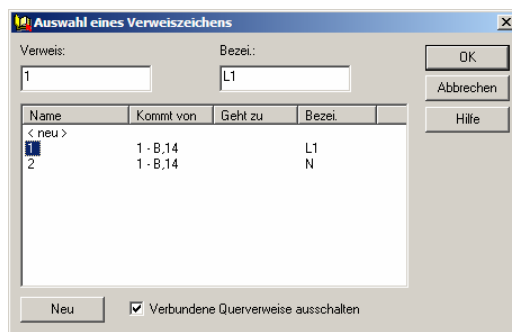 Auswahl eines Verweiszeichens
Verweis: Bezei.:
1 L1
OK
Abbrechen
Hilfe
Name Kommt von Geht zu Bezei.
< neu >
1 1 - B,14 L1
2 1 - B,14 N
Neu Verbundene Querverweise ausschalten